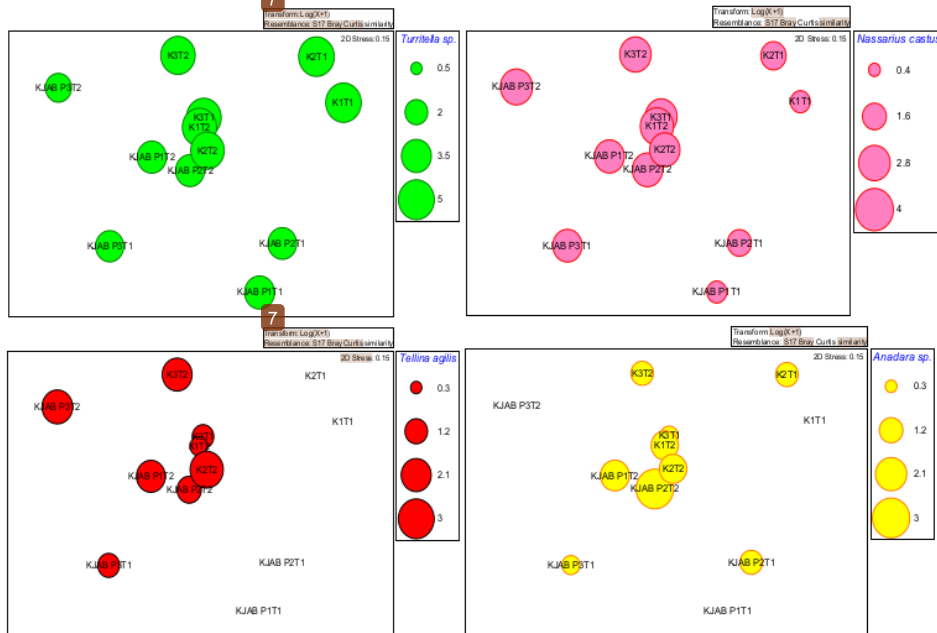 7
Transform: Log(X+1)
Resemblance: S17 Bray Curtis similarity
2D Stress: 0.15
Turritella sp.
K3T2
K2T1
KJAB P3T2
K1T1
K3T1
K1T2
K2T2
KJAB P1T2
KJAB P2T2
KJAB P3T1
KJAB P2T1
KJAB P1T1
0.5
2
3.5
5
Transform: Log(X+1)
Resemblance: S17 Bray Curtis similarity
2D Stress: 0.15
Nassarius castus
K3T2
K2T1
KJAB P3T2
K1T1
K3T1
K1T2
K2T2
KJAB P1T2
KJAB P2T2
KJAB P3T1
KJAB P2T1
KJAB P1T1
0.4
1.6
2.8
4
7
Transform: Log(X+1)
Resemblance: S17 Bray Curtis similarity
2D Stress: 0.15
Tellina agilis
K3T2
K2T1
KJAB P3T2
K1T1
K3T1
K1T2
K2T2
KJAB P1T2
KJAB P2T2
KJAB P3T1
KJAB P2T1
KJAB P1T1
0.3
1.2
2.1
3
Transform: Log(X+1)
Resemblance: S17 Bray Curtis similarity
2D Stress: 0.15
Anadara sp.
K3T2
K2T1
KJAB P3T2
K1T1
K3T1
K1T2
K2T2
KJAB P1T2
KJAB P2T2
KJAB P3T1
KJAB P2T1
KJAB P1T1
0.3
1.2
2.1
3